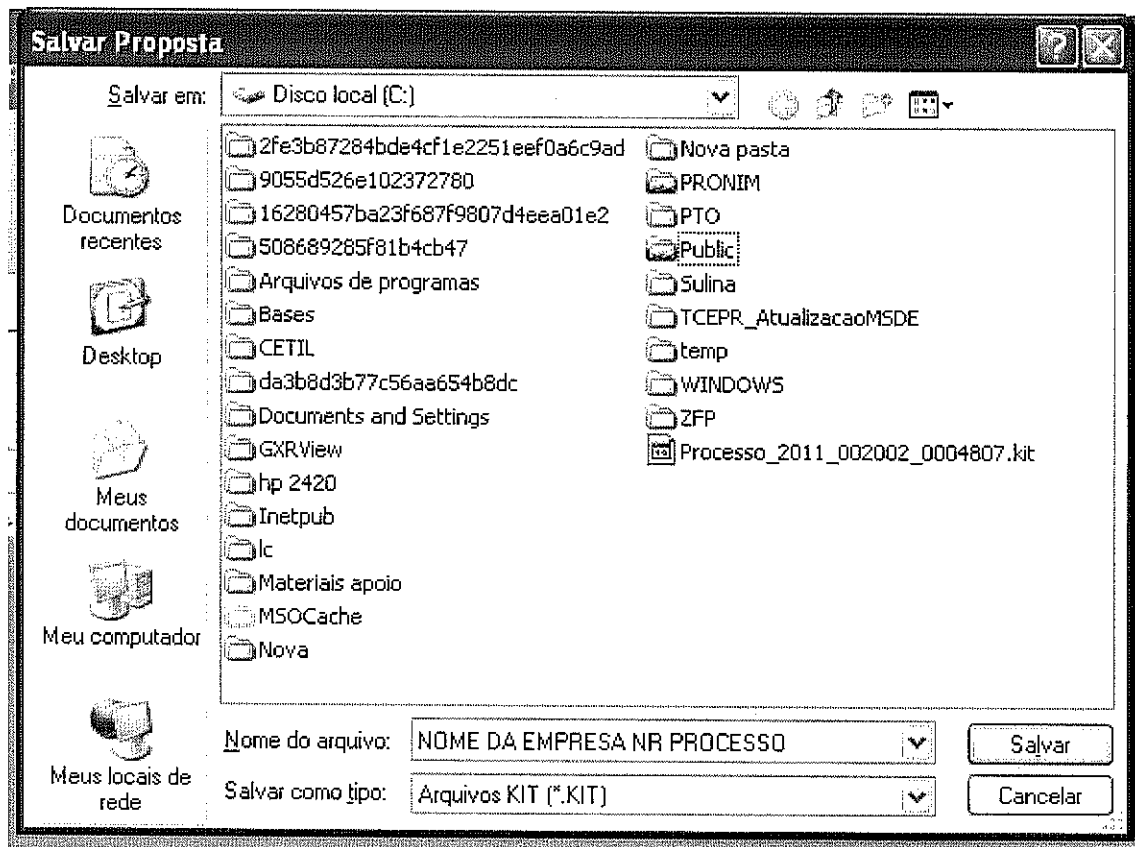 Salvar Proposta
Salvar em:
Disco local (C:)
Documentos
recentes
Desktop
Meus
documentos
Meu computador
Meus locais de
rede
2fe3b87284bde4cf1e2251eef0a6c9ad
9055d526e102372780
16280457ba23f687f9807d4eea01e2
508689285f81b4cb47
Arquivos de programas
Bases
CETIL
da3b8d3b77c56aa654b8dc
Documents and Settings
GXRView
hp 2420
Inetpub
lc
Materiais apoio
MSOCache
Nova
Nova pasta
PRONIM
PTO
Public
Sulina
TCEPR_AtualizacaoMSDE
temp
WINDOWS
ZFP
Processo_2011_002002_0004807.kit
Nome do arquivo:
NOME DA EMPRESA NR PROCESSO
Salvar
Salvar como tipo:
Arquivos KIT (*.KIT)
Cancelar